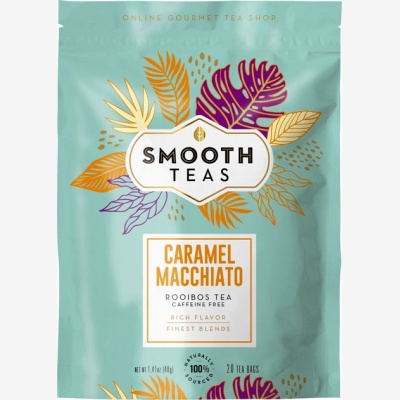 ONLINE GOURMET TEA SHOP
SMOOTH
TEAS
CARAMEL
MACCHIATO
ROOIBOS TEA
CAFFEINE FREE
RICH FLAVOR
FINEST BLENDS
NET WT 1.41oz (40g)
NATURALLY
100%
SOURCED
20 TEA BAGS